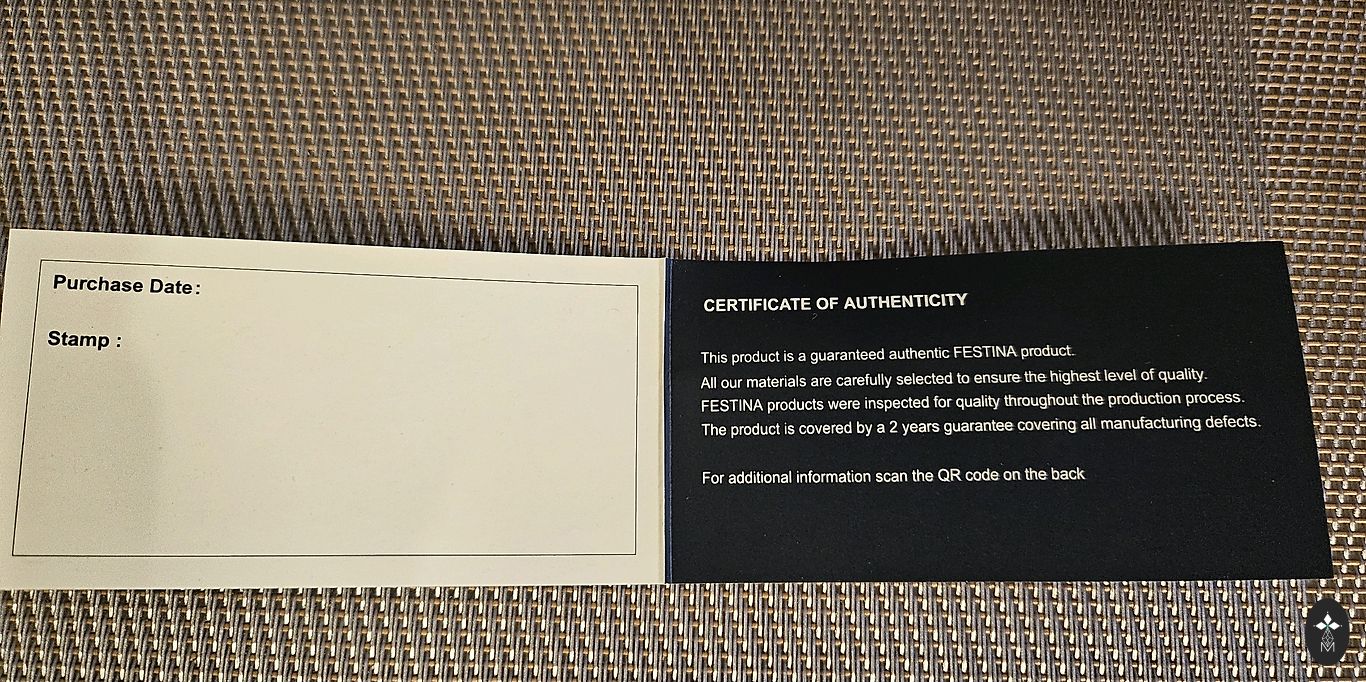 Purchase Date:
Stamp :
CERTIFICATE OF AUTHENTICITY
This product is a guaranteed authentic FESTINA product.
All our materials are carefully selected to ensure the highest level of quality.
FESTINA products were inspected for quality throughout the production process.
The product is covered by a 2 years guarantee covering all manufacturing defects.
For additional information scan the QR code on the back
M